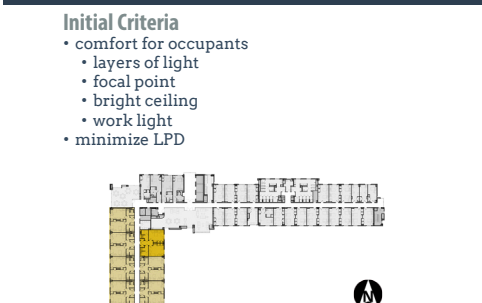 Initial Criteria
• comfort for occupants
• layers of light
• focal point
• bright ceiling
• work light
• minimize LPD
N